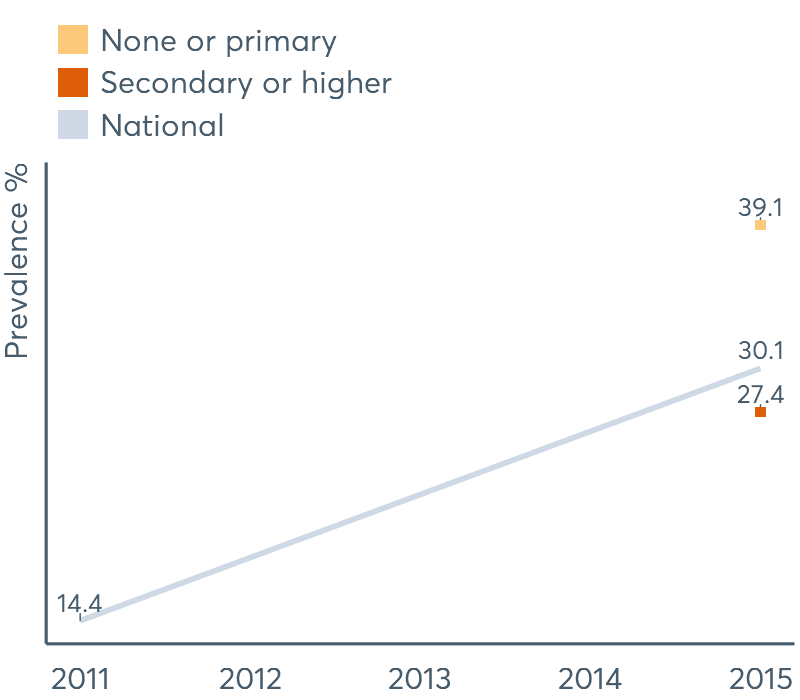 None or primary
Secondary or higher
National
Prevalence %
39.1
30.1
27.4
14.4
2011 2012 2013 2014 2015